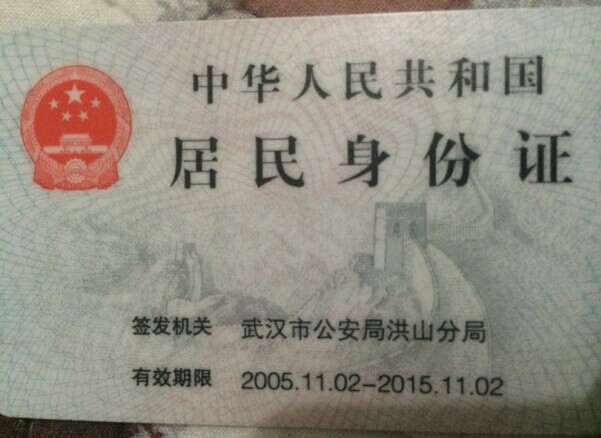 中华人民共和国
居民身份证
签发机关 武汉市公安局洪山分局
有效期限 2005.11.02-2015.11.02